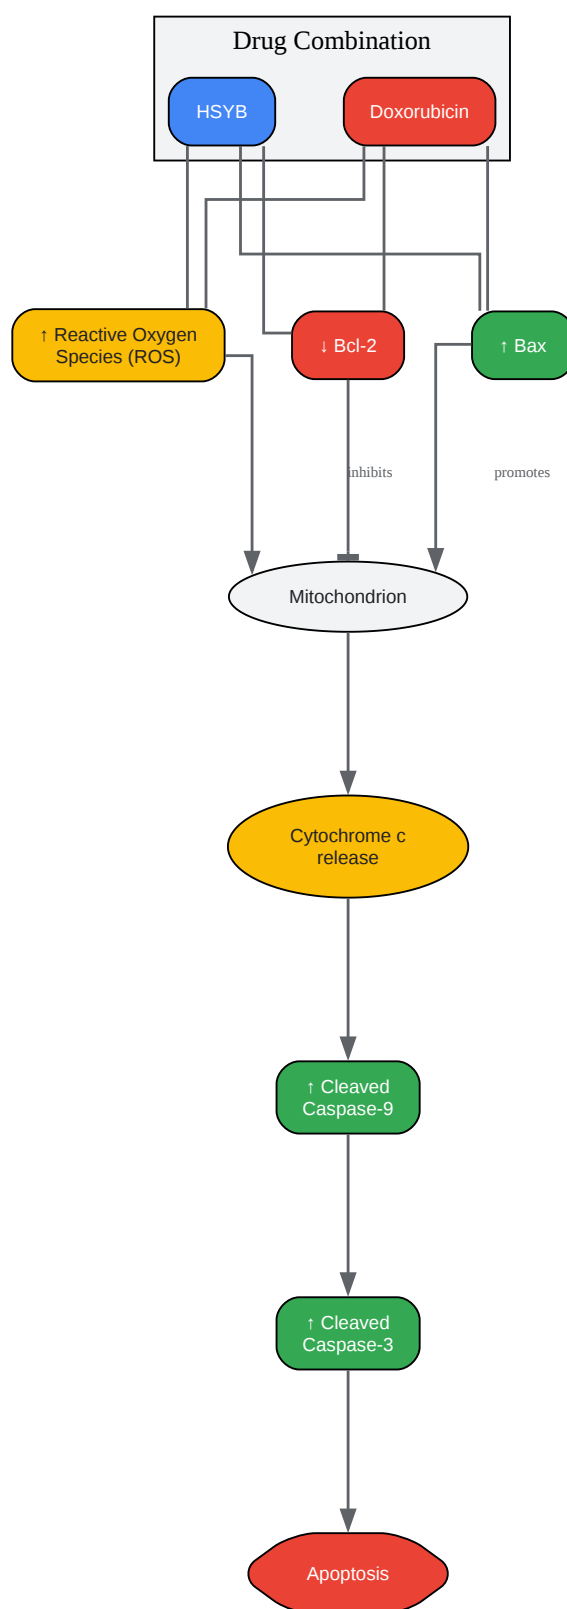 Drug Combination
HSYB
Doxorubicin
↑ Reactive Oxygen
Species (ROS)
↓ Bcl-2
↑ Bax
inhibits
promotes
Mitochondrion
Cytochrome c
release
↑ Cleaved
Caspase-9
↑ Cleaved
Caspase-3
Apoptosis